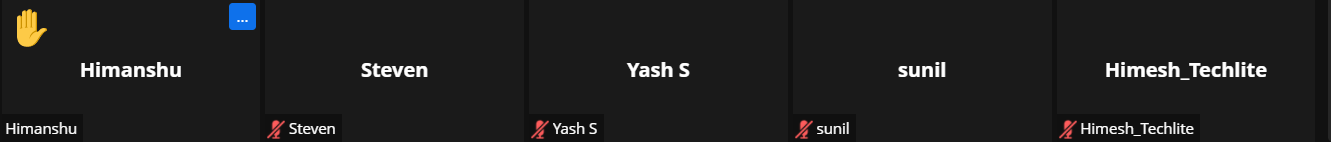 ...
Himanshu
Steven
Yash S
sunil
Himesh_Techlite
Himanshu
Steven
Yash S
sunil
Himesh_Techlite